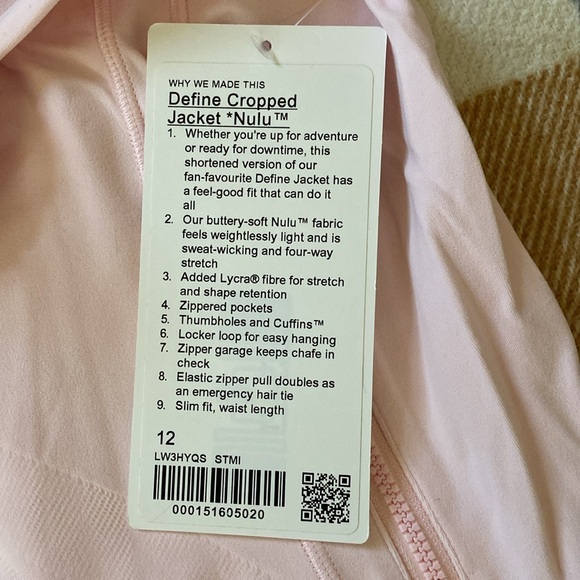 WHY WE MADE THIS
Define Cropped
Jacket *Nulu™
1. Whether you're up for adventure
or ready for downtime, this
shortened version of our
fan-favourite Define Jacket has
a feel-good fit that can do it
all
2. Our buttery-soft Nulu™ fabric
feels weightlessly light and is
sweat-wicking and four-way
stretch
3. Added Lycra® fibre for stretch
and shape retention
4. Zippered pockets
5. Thumbholes and Cuffins™
6. Locker loop for easy hanging
7. Zipper garage keeps chafe in
check
8. Elastic zipper pull doubles as
an emergency hair tie
9. Slim fit, waist length
12
LW3HYQS STMI
000151605020